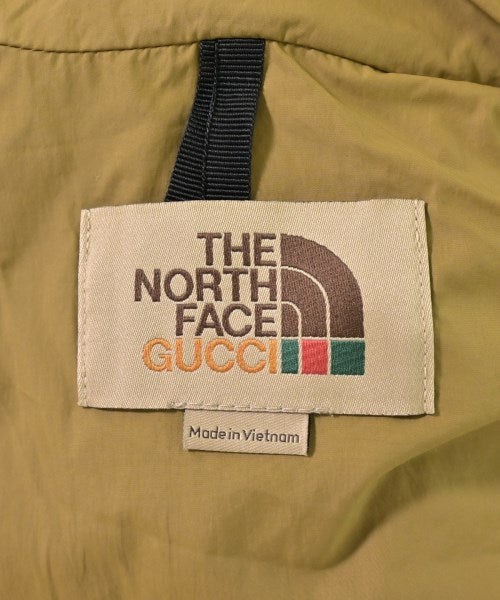 THE
NORTH
FACE
GUCCI
Made in Vietnam